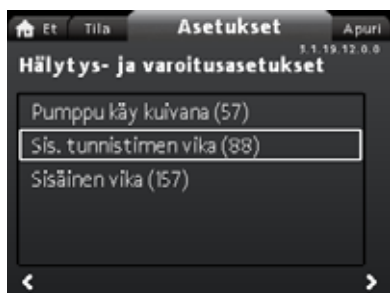 Et Tila Asetukset Apuri
3.1.19.12.0.0
Hälytys- ja varoitusasetukset
Pumppu käy kuivana (57)
Sis. tunnistimen vika (88)
Sisäinen vika (157)